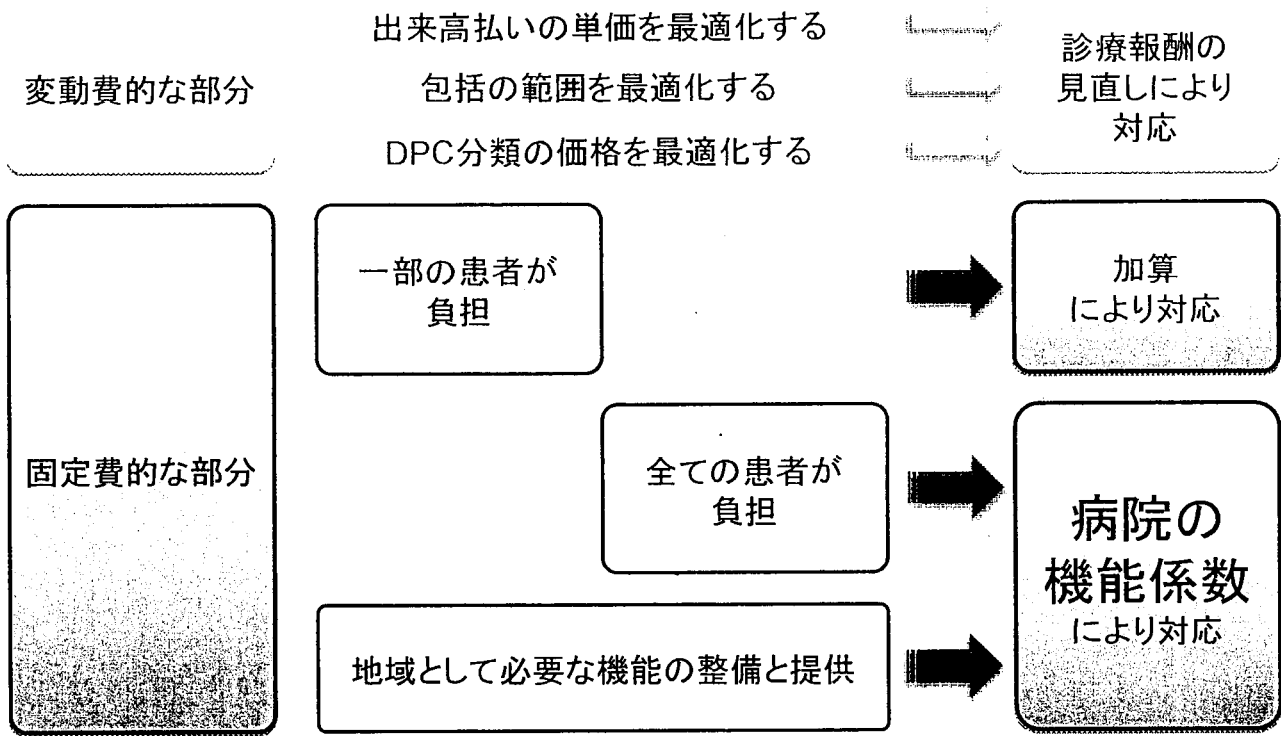 出来高払いの単価を最適化する
変動費的な部分
包括の範囲を最適化する
DPC分類の価格を最適化する
診療報酬の
見直しにより
対応
固定費的な部分
一部の患者が
負担
加算
により対応
全ての患者が
負担
地域として必要な機能の整備と提供
病院の
機能係数
により対応